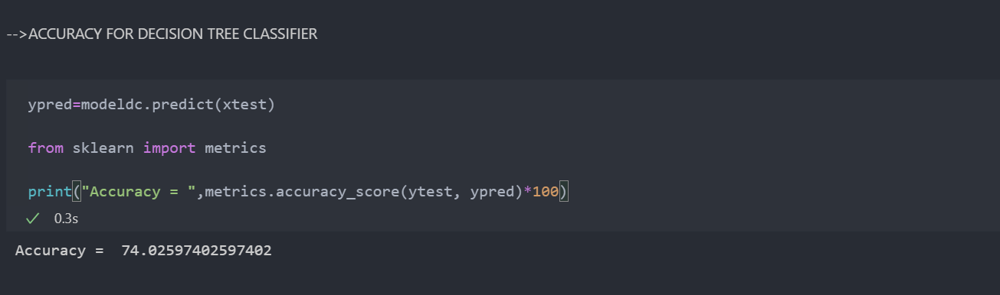 -->ACCURACY FOR DECISION TREE CLASSIFIER
ypred=modeldc.predict(xtest)
from sklearn import metrics
print("Accuracy = ",metrics.accuracy_score(ytest, ypred)*100)
✓ 0.3s
Accuracy =  74.02597402597402